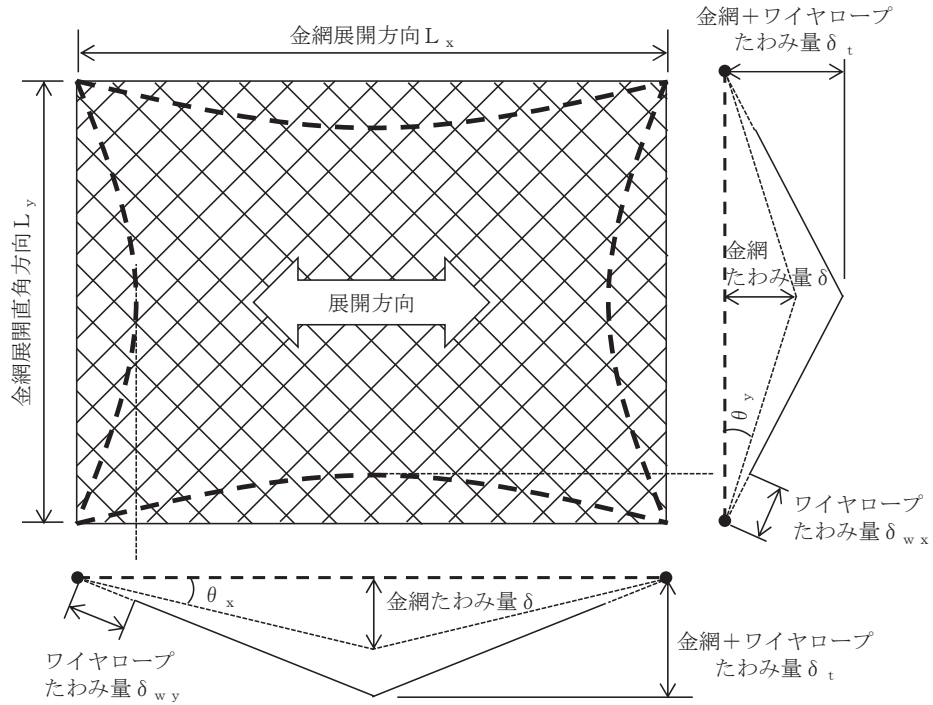 金網展開方向Lx
金網＋ワイヤロープ
たわみ量δt
金網展開直角方向Ly
展開方向
金網
たわみ量δ
θy
ワイヤロープ
たわみ量δwx
θx
金網たわみ量δ
ワイヤロープ
たわみ量δwy
金網＋ワイヤロープ
たわみ量δt